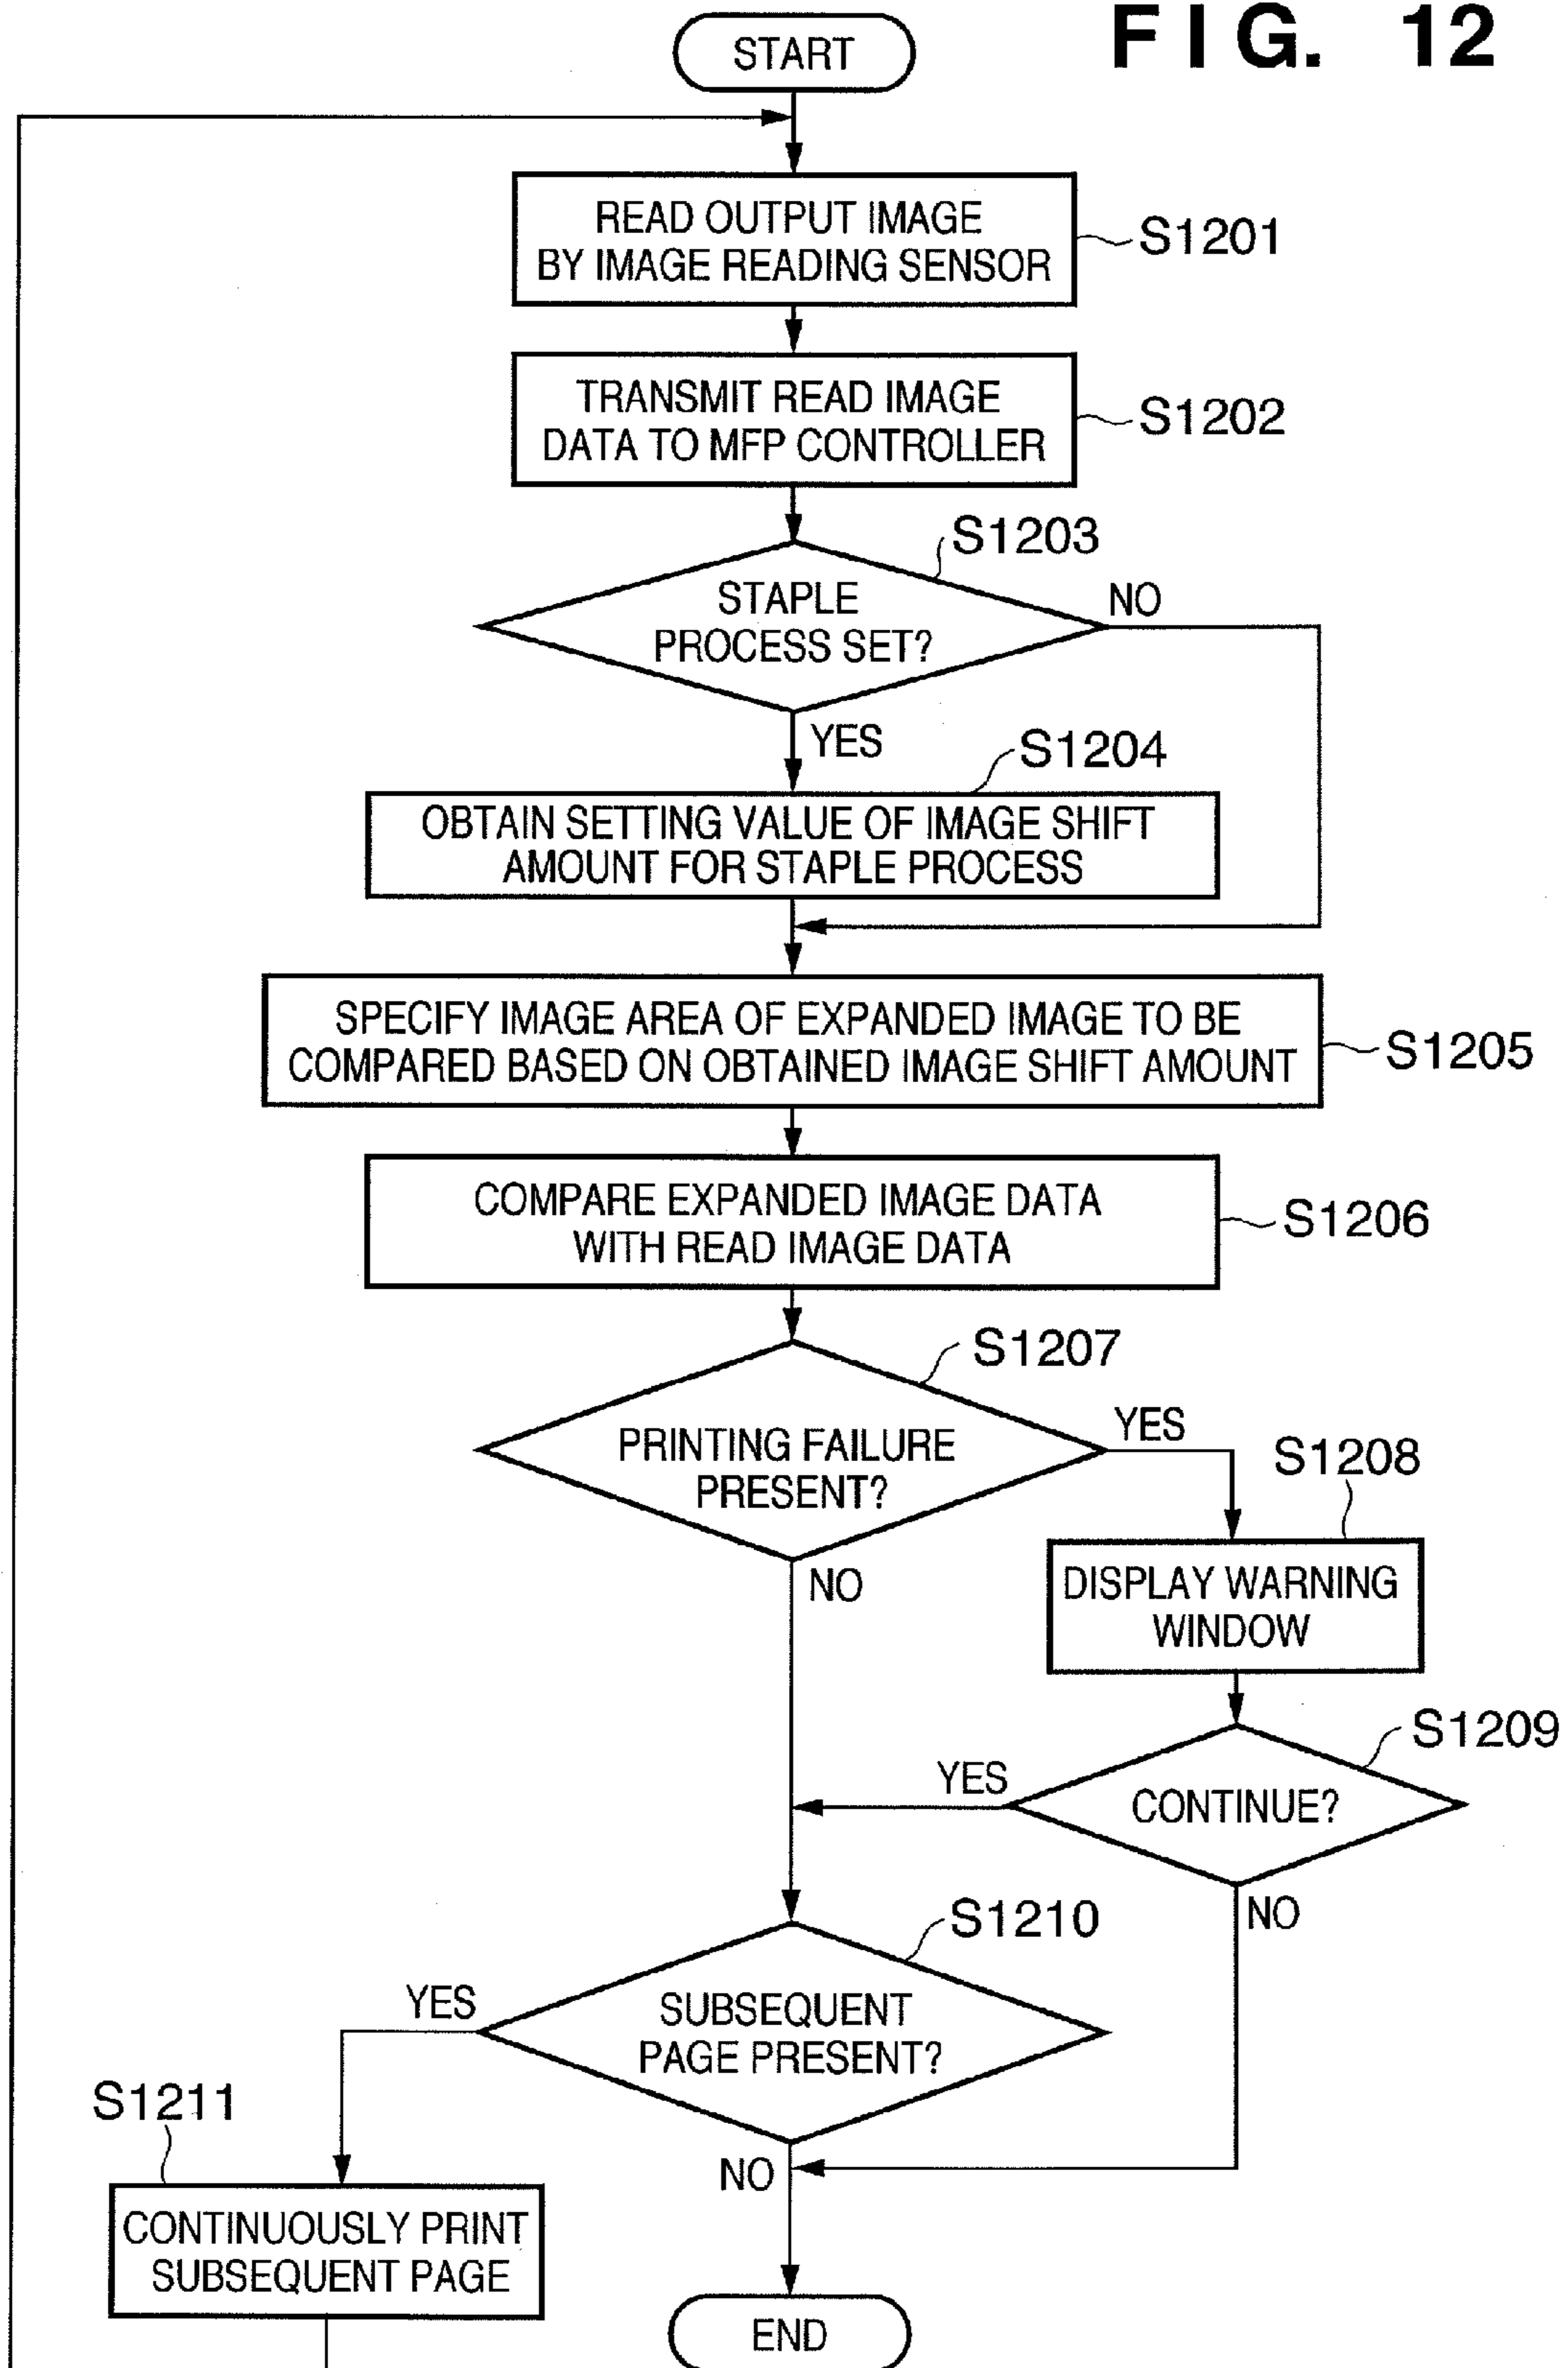 FIG. 12
START
READ OUTPUT IMAGE
BY IMAGE READING SENSOR
S1201
TRANSMIT READ IMAGE
DATA TO MFP CONTROLLER
S1202
S1203
STAPLE
PROCESS SET?
NO
YES
S1204
OBTAIN SETTING VALUE OF IMAGE SHIFT
AMOUNT FOR STAPLE PROCESS
SPECIFY IMAGE AREA OF EXPANDED IMAGE TO BE
COMPARED BASED ON OBTAINED IMAGE SHIFT AMOUNT
S1205
COMPARE EXPANDED IMAGE DATA
WITH READ IMAGE DATA
S1206
S1207
PRINTING FAILURE
PRESENT?
YES
NO
S1208
DISPLAY WARNING
WINDOW
S1209
CONTINUE?
YES
NO
S1210
SUBSEQUENT
PAGE PRESENT?
YES
NO
S1211
CONTINUOUSLY PRINT
SUBSEQUENT PAGE
END